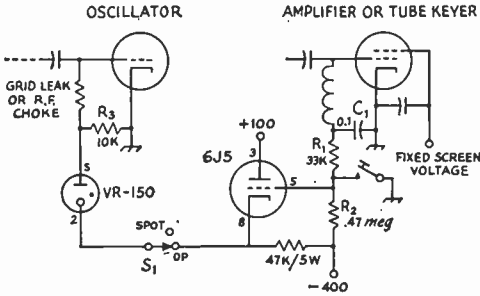 OSCILLATOR
AMPLIFIER OR TUBE KEYER
GRID LEAK
OR R.F.
CHOKE
R3
10K
5
VR-150
2
SPOT
S1
OP
+100
3
6J5
5
8
47K/5W
C1
0.1
R1
33K
FIXED SCREEN
VOLTAGE
R2
.47 meg
-400